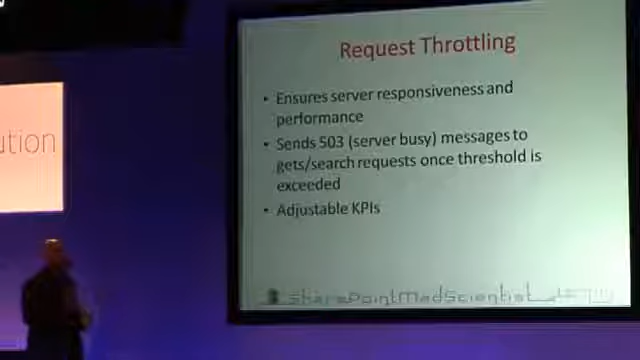 Request Throttling
ution
• Ensures server responsiveness and
performance
• Sends 503 (server busy) messages to
gets/search requests once threshold is
exceeded
• Adjustable KPIs
SharePointMadScientist